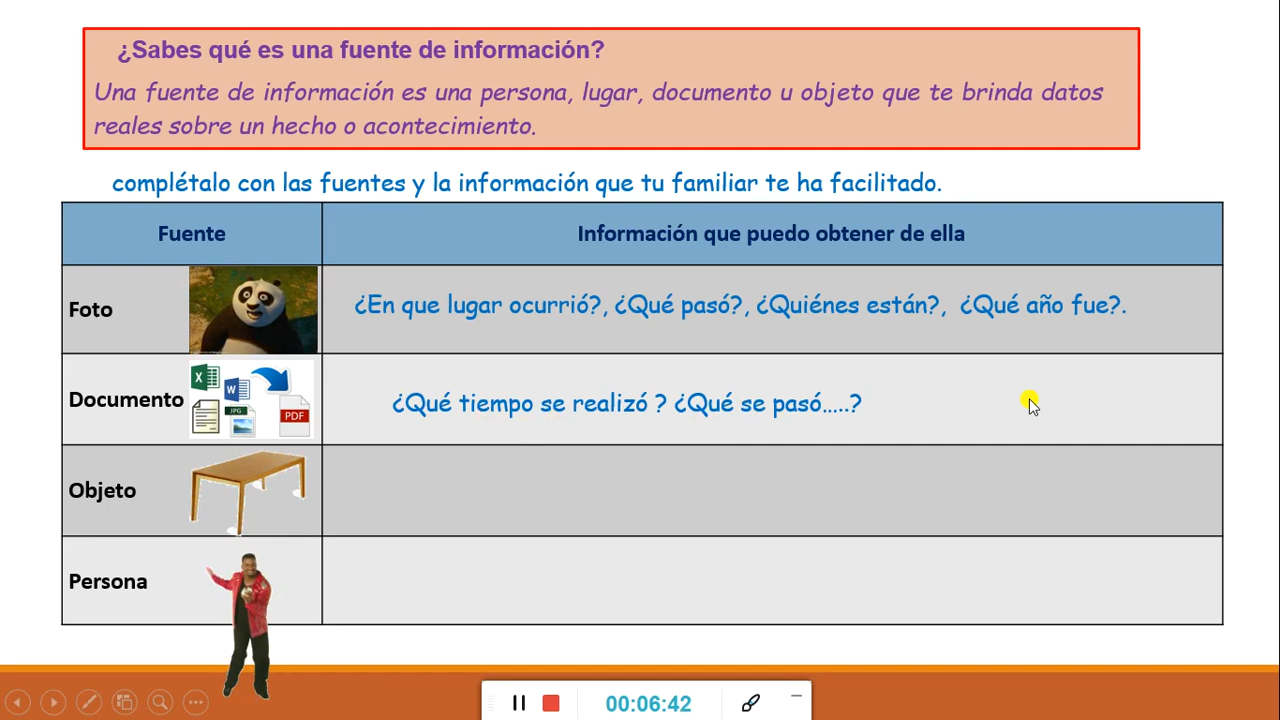 ¿Sabes qué es una fuente de información?
Una fuente de información es una persona, lugar, documento u objeto que te brinda datos
reales sobre un hecho o acontecimiento.
complétalo con las fuentes y la información que tu familiar te ha facilitado.
Fuente
Información que puedo obtener de ella
Foto
¿En que lugar ocurrió?, ¿Qué pasó?, ¿Quiénes están?, ¿Qué año fue?.
Documento
X
W
JPG
PDF
¿Qué tiempo se realizó ? ¿Qué se pasó.....?
Objeto
Persona
00:06:42